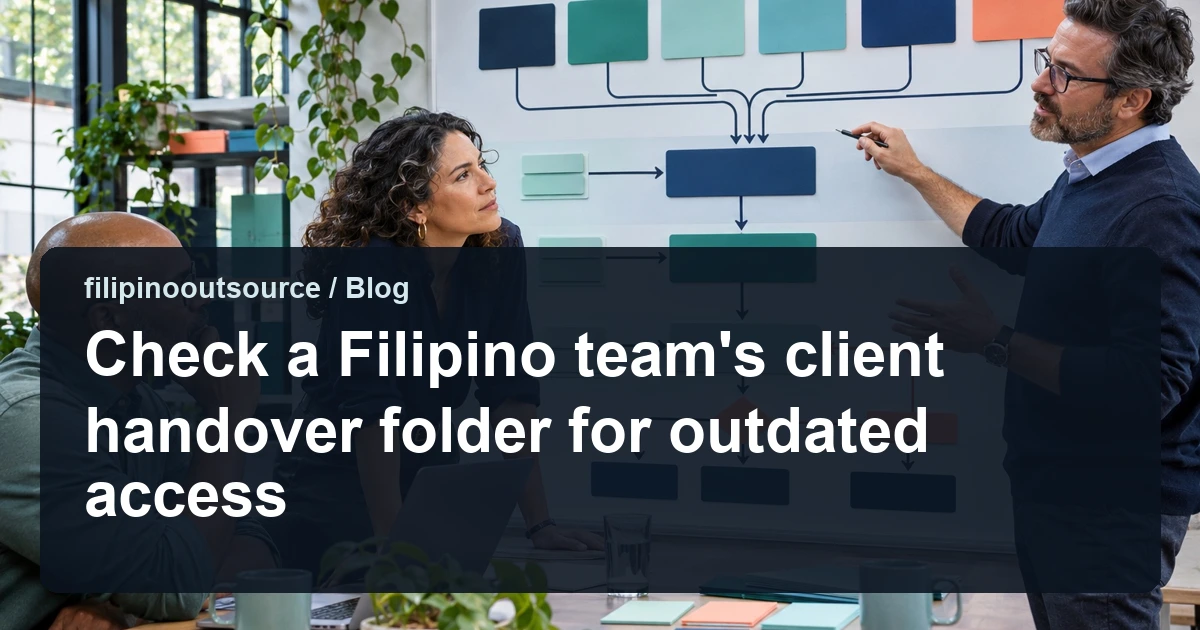 filipinooutsource / Blog
Check a Filipino team's client
handover folder for outdated
access